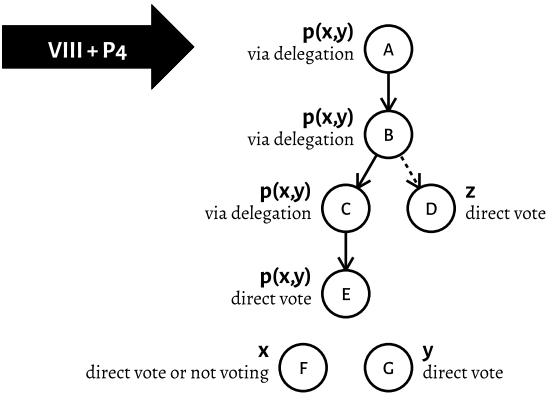 VIII + P4
p(x,y)
via delegation
A
p(x,y)
via delegation
B
p(x,y)
via delegation
C
D
z
direct vote
p(x,y)
direct vote
E
x
direct vote or not voting
F
G
y
direct vote